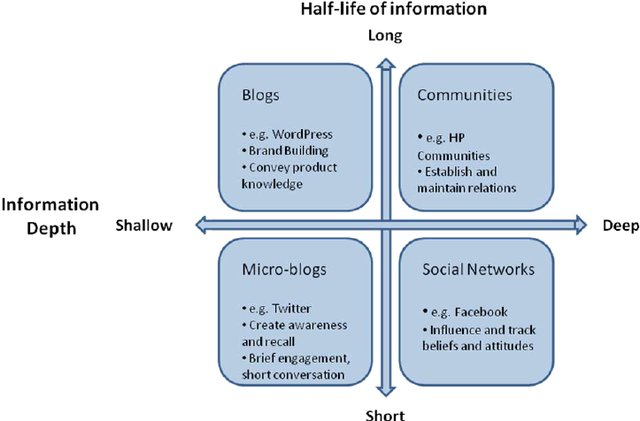 Half-life of information
Long
Blogs
• e.g. WordPress
• Brand Building
• Convey product
knowledge
Communities
• e.g. HP
Communities
• Establish and
maintain relations
Information
Depth
Shallow
Deep
Micro-blogs
• e.g. Twitter
• Create awareness
and recall
• Brief engagement,
short conversation
Social Networks
• e.g. Facebook
• Influence and track
beliefs and attitudes
Short